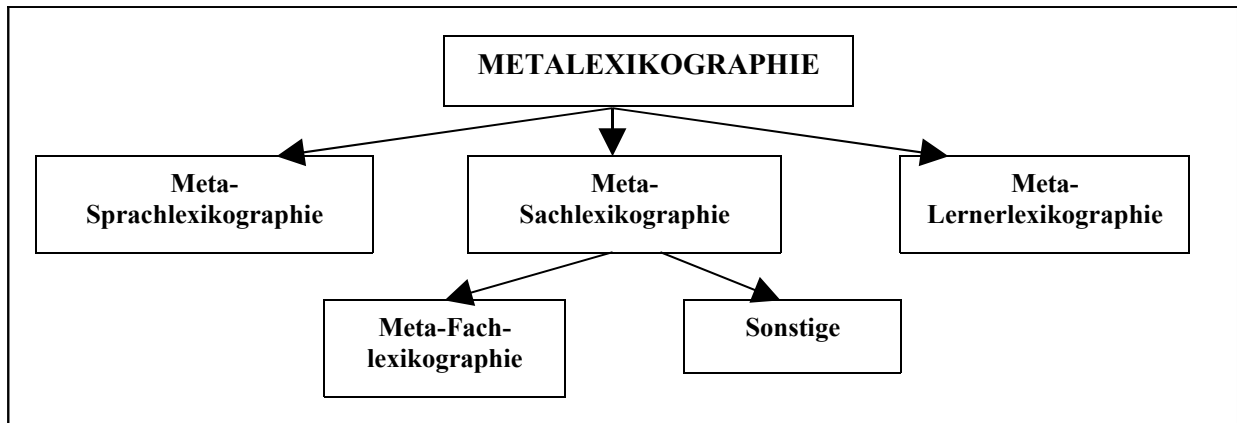 METALEXIKOGRAPHIE
Meta-
Sprachlexikographie
Meta-
Sachlexikographie
Meta-
Lernerlexikographie
Meta-Fach-
lexikographie
Sonstige